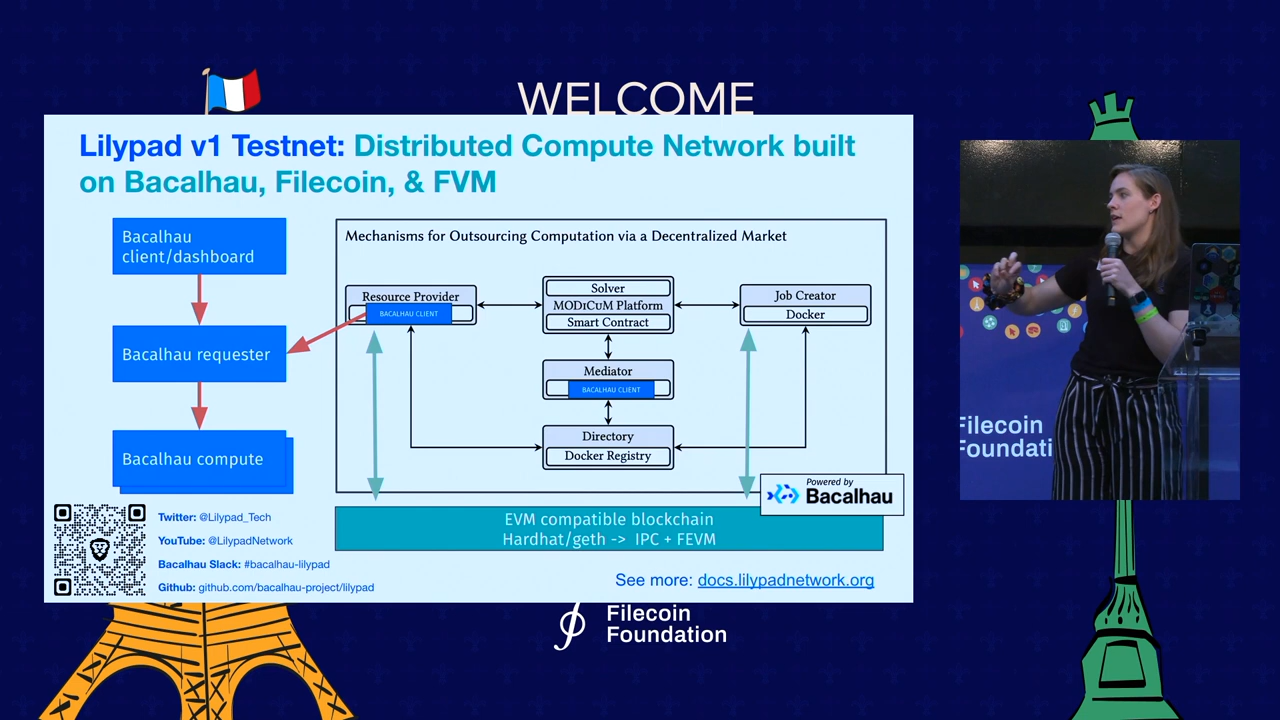 WELCOME
Lilypad v1 Testnet: Distributed Compute Network built
on Bacalhau, Filecoin, & FVM
Bacalhau
client/dashboard
Bacalhau requester
Bacalhau compute
Mechanisms for Outsourcing Computation via a Decentralized Market
Resource Provider
BACALHAU CLIENT
Solver
MODiCuM Platform
Smart Contract
Job Creator
Docker
Mediator
BACALHAU CLIENT
Directory
Docker Registry
Powered by
Bacalhau
EVM compatible blockchain
Hardhat/geth -> IPC + FEVM
Twitter: @Lilypad_Tech
YouTube: @LilypadNetwork
Bacalhau Slack: #bacalhau-lilypad
Github: github.com/bacalhau-project/lilypad
See more: docs.lilypadnetwork.org
Filecoin
Foundati
Filecoin
Foundation